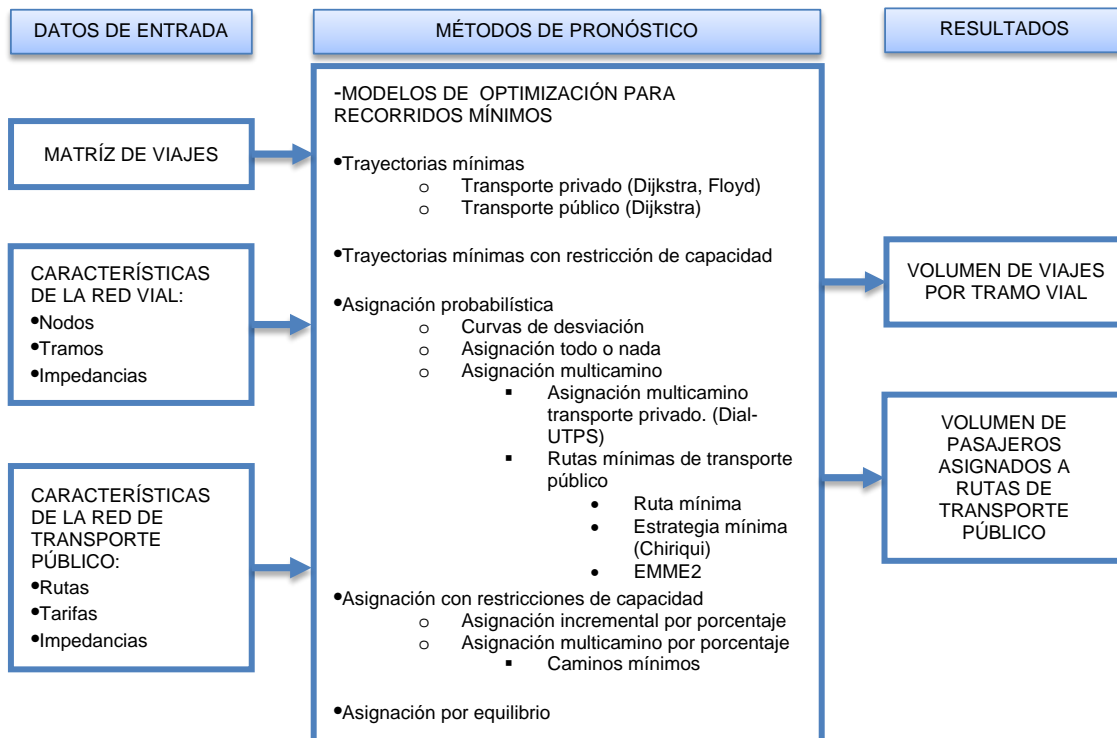 DATOS DE ENTRADA
MÉTODOS DE PRONÓSTICO
RESULTADOS
MATRÍZ DE VIAJES
CARACTERÍSTICAS
DE LA RED VIAL:
•Nodos
•Tramos
•Impedancias
CARACTERÍSTICAS
DE LA RED DE
TRANSPORTE
PÚBLICO:
•Rutas
•Tarifas
•Impedancias
-MODELOS DE OPTIMIZACIÓN PARA
RECORRIDOS MÍNIMOS
•Trayectorias mínimas
o Transporte privado (Dijkstra, Floyd)
o Transporte público (Dijkstra)
•Trayectorias mínimas con restricción de capacidad
•Asignación probabilística
o Curvas de desviación
o Asignación todo o nada
o Asignación multicamino
▪ Asignación multicamino
transporte privado. (Dial-
UTPS)
▪ Rutas mínimas de transporte
público
• Ruta mínima
• Estrategia mínima
(Chiriqui)
• EMME2
•Asignación con restricciones de capacidad
o Asignación incremental por porcentaje
o Asignación multicamino por porcentaje
▪ Caminos mínimos
•Asignación por equilibrio
VOLUMEN DE VIAJES
POR TRAMO VIAL
VOLUMEN DE
PASAJEROS
ASIGNADOS A
RUTAS DE
TRANSPORTE
PÚBLICO